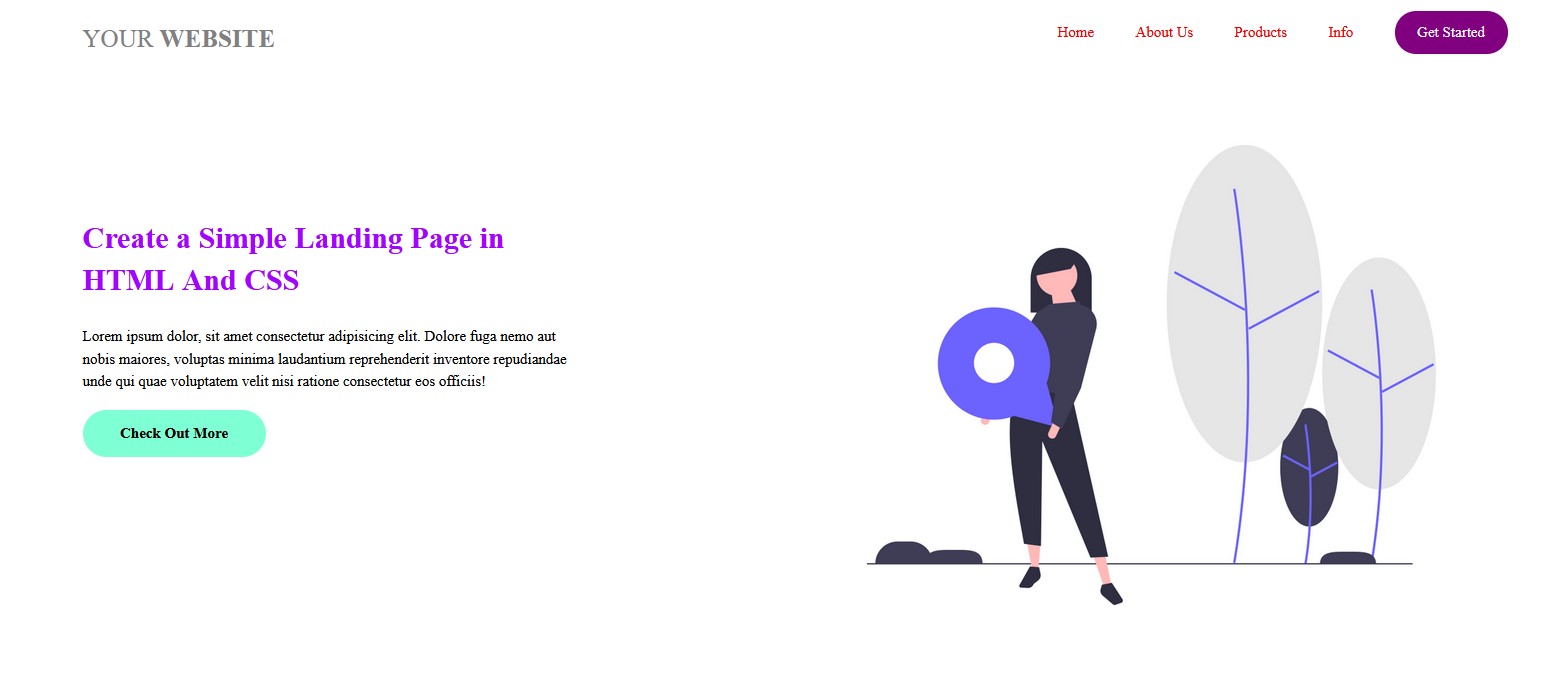 YOUR WEBSITE
Home About Us Products Info Get Started
Create a Simple Landing Page in
HTML And CSS
Lorem ipsum dolor, sit amet consectetur adipisicing elit. Dolore fuga nemo aut
nobis maiores, voluptas minima laudantium reprehenderit inventore repudiandae
unde qui quae voluptatem velit nisi ratione consectetur eos officiis!
Check Out More